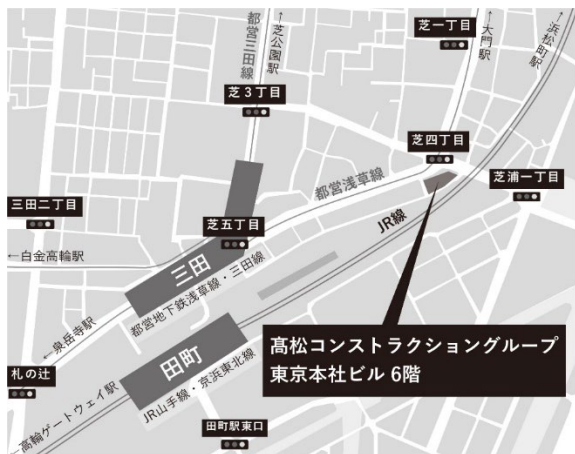 都営三田線
←芝公園駅
芝一丁目
←大門駅
←浜松町駅
芝3丁目
芝四丁目
都営浅草線
芝浦一丁目
三田二丁目
芝五丁目
JR線
←白金高輪駅
三田
都営地下鉄浅草線・三田線
←泉岳寺駅
髙松コンストラクショングループ
東京本社ビル 6階
田町
JR山手線・京浜東北線
札の辻
←高輪ゲートウェイ駅
田町駅東口